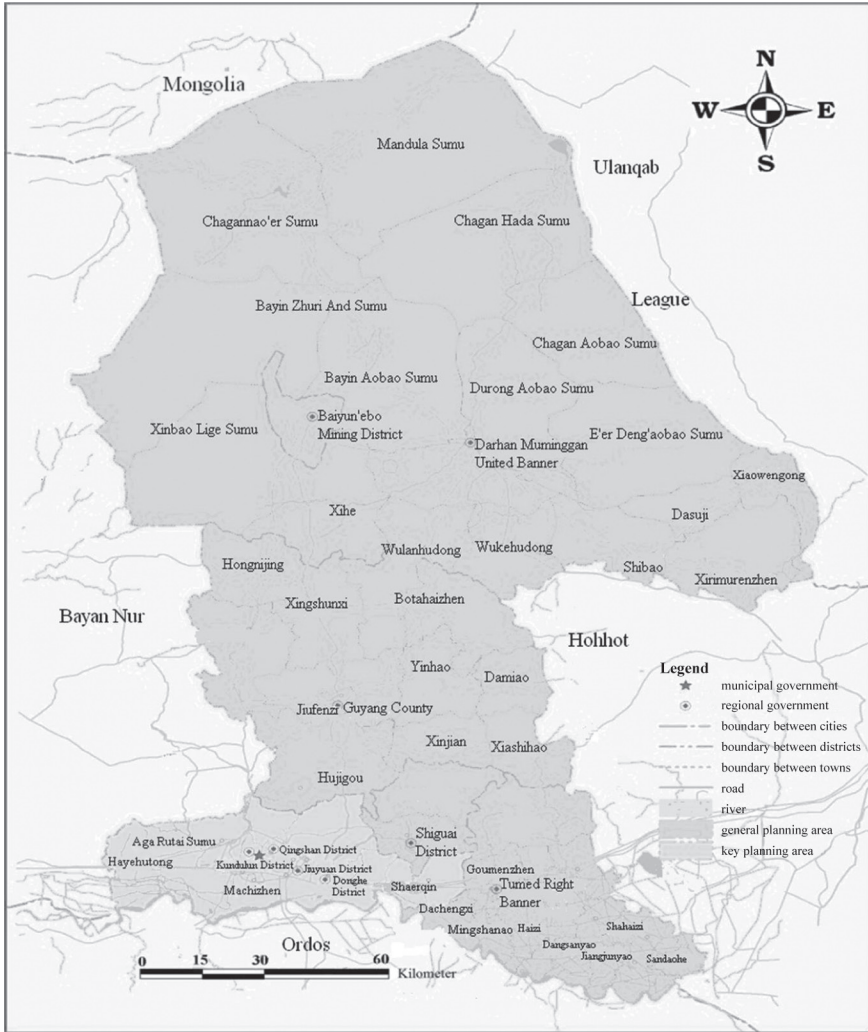 N
Mongolia
W E
Mandula Sumu
S
Ulanqab
Chagannao'er Sumu
Chagan Hada Sumu
League
Bayin Zhuri And Sumu
Chagan Aobao Sumu
Bayin Aobao Sumu
Durong Aobao Sumu
Baiyun'ebo
Mining District
Xinbao Lige Sumu
E'er Deng'aobao Sumu
Darhan Muminggan
United Banner
Xiaowengong
Xihe
Dasuji
Wulanhudong
Wukehudong
Hongnijing
Shibao
Xirimurenzhen
Xingshunxi
Botahaizhen
Bayan Nur
Hohhot
Yinhao
Damiao
Jiufenzi
Guyang County
Xinjian
Xiashihao
Hujigou
Legend
municipal government
regional government
boundary between cities
boundary between districts
boundary between towns
road
river
general planning area
key planning area
Aga Rutai Sumu
Qingshan District
Shiguai
District
Hayehutong
Kundulun District
Jiuyuan District
Goumenzhen
Machizhen
Donghe
District
Shaerqin
Tumed Right
Banner
Dachengxi
Mingshanao
Haizi
Shahaizi
Dangsanyao
Jiangjunyao
Sandaohe
Ordos
0 15 30 60
Kilometer